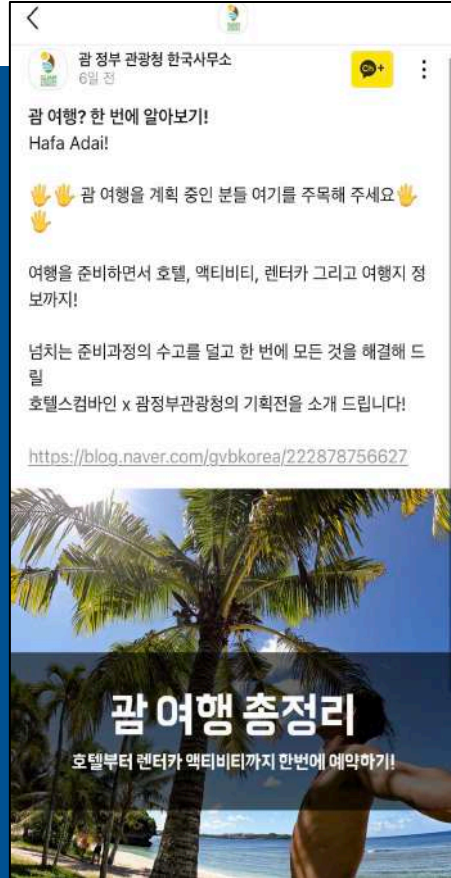 괌 정부 관광청 한국사무소
6일 전
Ch+
괌 여행? 한 번에 알아보기!
Hafa Adai!
🖐🖐 괌 여행을 계획 중인 분들 여기를 주목해 주세요🖐
🖐
여행을 준비하면서 호텔, 액티비티, 렌터카 그리고 여행지 정
보까지!
넘치는 준비과정의 수고를 덜고 한 번에 모든 것을 해결해 드
릴
호텔스컴바인 x 괌정부관광청의 기획전을 소개 드립니다!
https://blog.naver.com/gvbkorea/222878756627
괌 여행 총정리
호텔부터 렌터카 액티비티까지 한번에 예약하기!